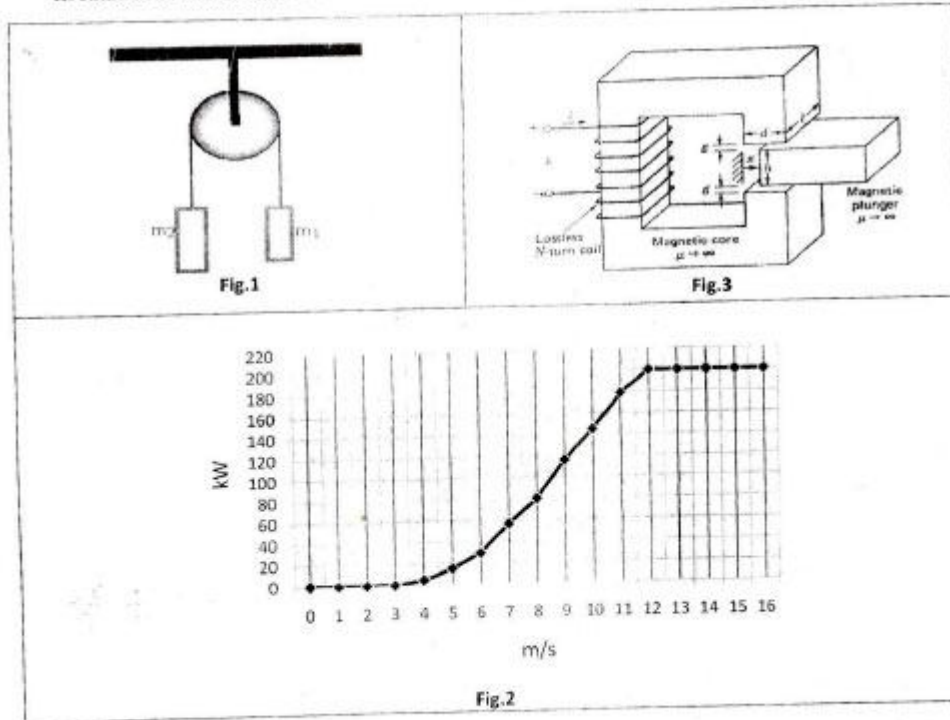 m2
m1
Fig.1
i
λ
g
g
d
l
x
Lossless
N-turn coil
Magnetic core
μ → ∞
Magnetic
plunger
μ → ∞
Fig.3
220
200
180
160
140
120
100
80
60
40
20
0
kW
0 1 2 3 4 5 6 7 8 9 10 11 12 13 14 15 16
m/s
Fig.2